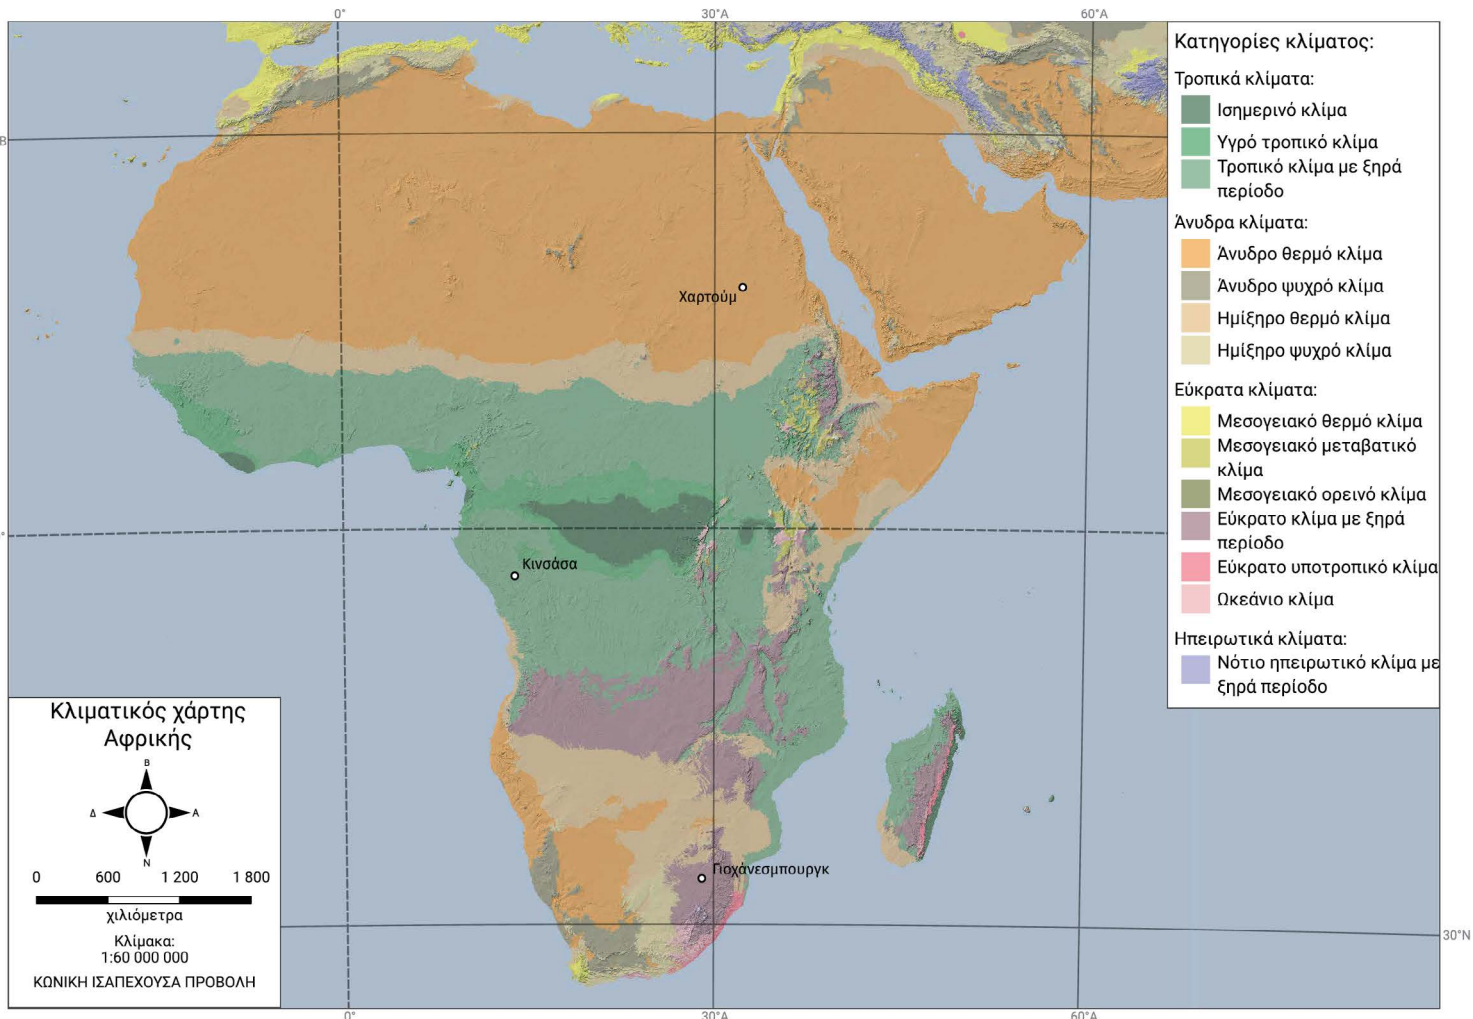 0°
30°Α
60°Α
Κατηγορίες κλίματος:
Τροπικά κλίματα:
Ισημερινό κλίμα
Υγρό τροπικό κλίμα
Τροπικό κλίμα με ξηρά
περίοδο
Άνυδρα κλίματα:
Άνυδρο θερμό κλίμα
Άνυδρο ψυχρό κλίμα
Ημίξηρο θερμό κλίμα
Ημίξηρο ψυχρό κλίμα
Εύκρατα κλίματα:
Μεσογειακό θερμό κλίμα
Μεσογειακό μεταβατικό
κλίμα
Μεσογειακό ορεινό κλίμα
Εύκρατο κλίμα με ξηρά
περίοδο
Εύκρατο υποτροπικό κλίμα
Ωκεάνιο κλίμα
Ηπειρωτικά κλίματα:
Νότιο ηπειρωτικό κλίμα με
ξηρά περίοδο
Β
Χαρτούμ
°
Κινσάσα
Γιοχάνεσμπουργκ
Κλιματικός χάρτης
Αφρικής
Β
Δ Α
Ν
0 600 1 200 1 800
χιλιόμετρα
Κλίμακα:
1:60 000 000
ΚΩΝΙΚΗ ΙΣΑΠΕΧΟΥΣΑ ΠΡΟΒΟΛΗ
30°Ν
0°
30°Α
60°Α